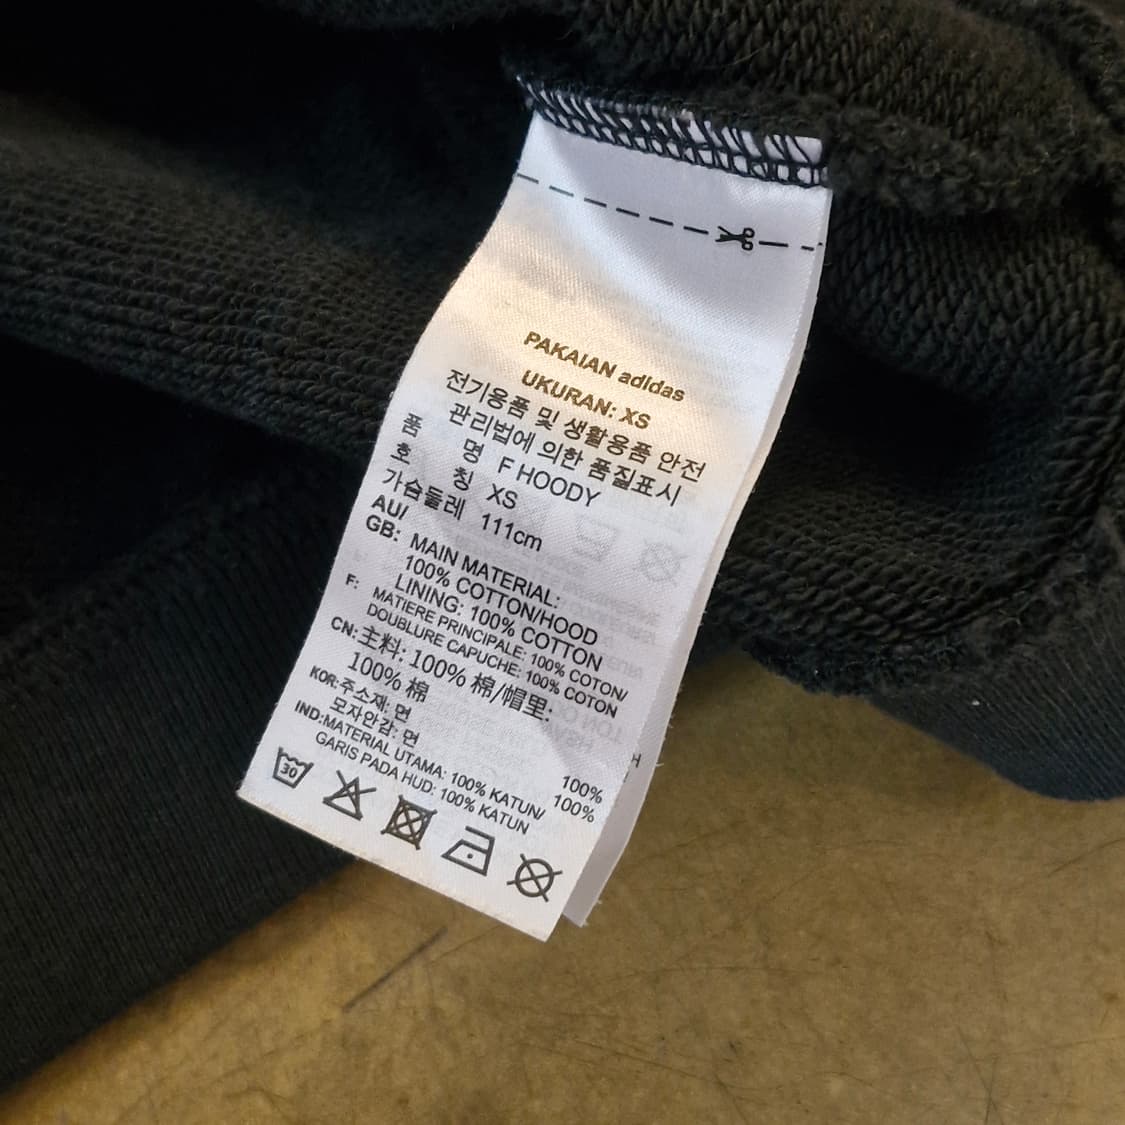 PAKAIAN adidas
UKURAN: XS
전기용품 및 생활용품 안전
관리법에 의한 품질표시
품 명 F HOODY
호 칭 XS
가슴둘레 111cm
AU/
GB: MAIN MATERIAL:
100% COTTON/HOOD
LINING: 100% COTTON
F: MATIERE PRINCIPALE: 100% COTON/
DOUBLURE CAPUCHE: 100% COTON
CN: 主料: 100% 棉/帽里:
100% 棉
KOR: 주소재: 면 100%
모자안감: 면 100%
IND: MATERIAL UTAMA: 100% KATUN/
GARIS PADA HUD: 100% KATUN
30